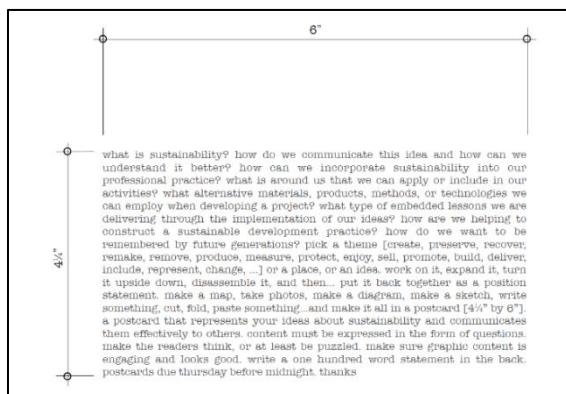 6”
4¼”
what is sustainability? how do we communicate this idea and how can we
understand it better? how can we incorporate sustainability into our
professional practice? what is around us that we can apply or include in our
activities? what alternative materials, products, methods, or technologies we
can employ when developing a project? what type of embedded lessons we are
delivering through the implementation of our ideas? how are we helping to
construct a sustainable development practice? how do we want to be
remembered by future generations? pick a theme [create, preserve, recover,
remake, remove, produce, measure, protect, enjoy, sell, promote, build, deliver,
include, represent, change, ...] or a place, or an idea. work on it, expand it, turn
it upside down, disassemble it, and then... put it back together as a position
statement. make a map, take photos, make a diagram, make a sketch, write
something, cut, fold, paste something...and make it all in a postcard [4¼” by 6”].
a postcard that represents your ideas about sustainability and communicates
them effectively to others. content must be expressed in the form of questions.
make the readers think, or at least be puzzled. make sure graphic content is
engaging and looks good. write a one hundred word statement in the back.
postcards due thursday before midnight. thanks